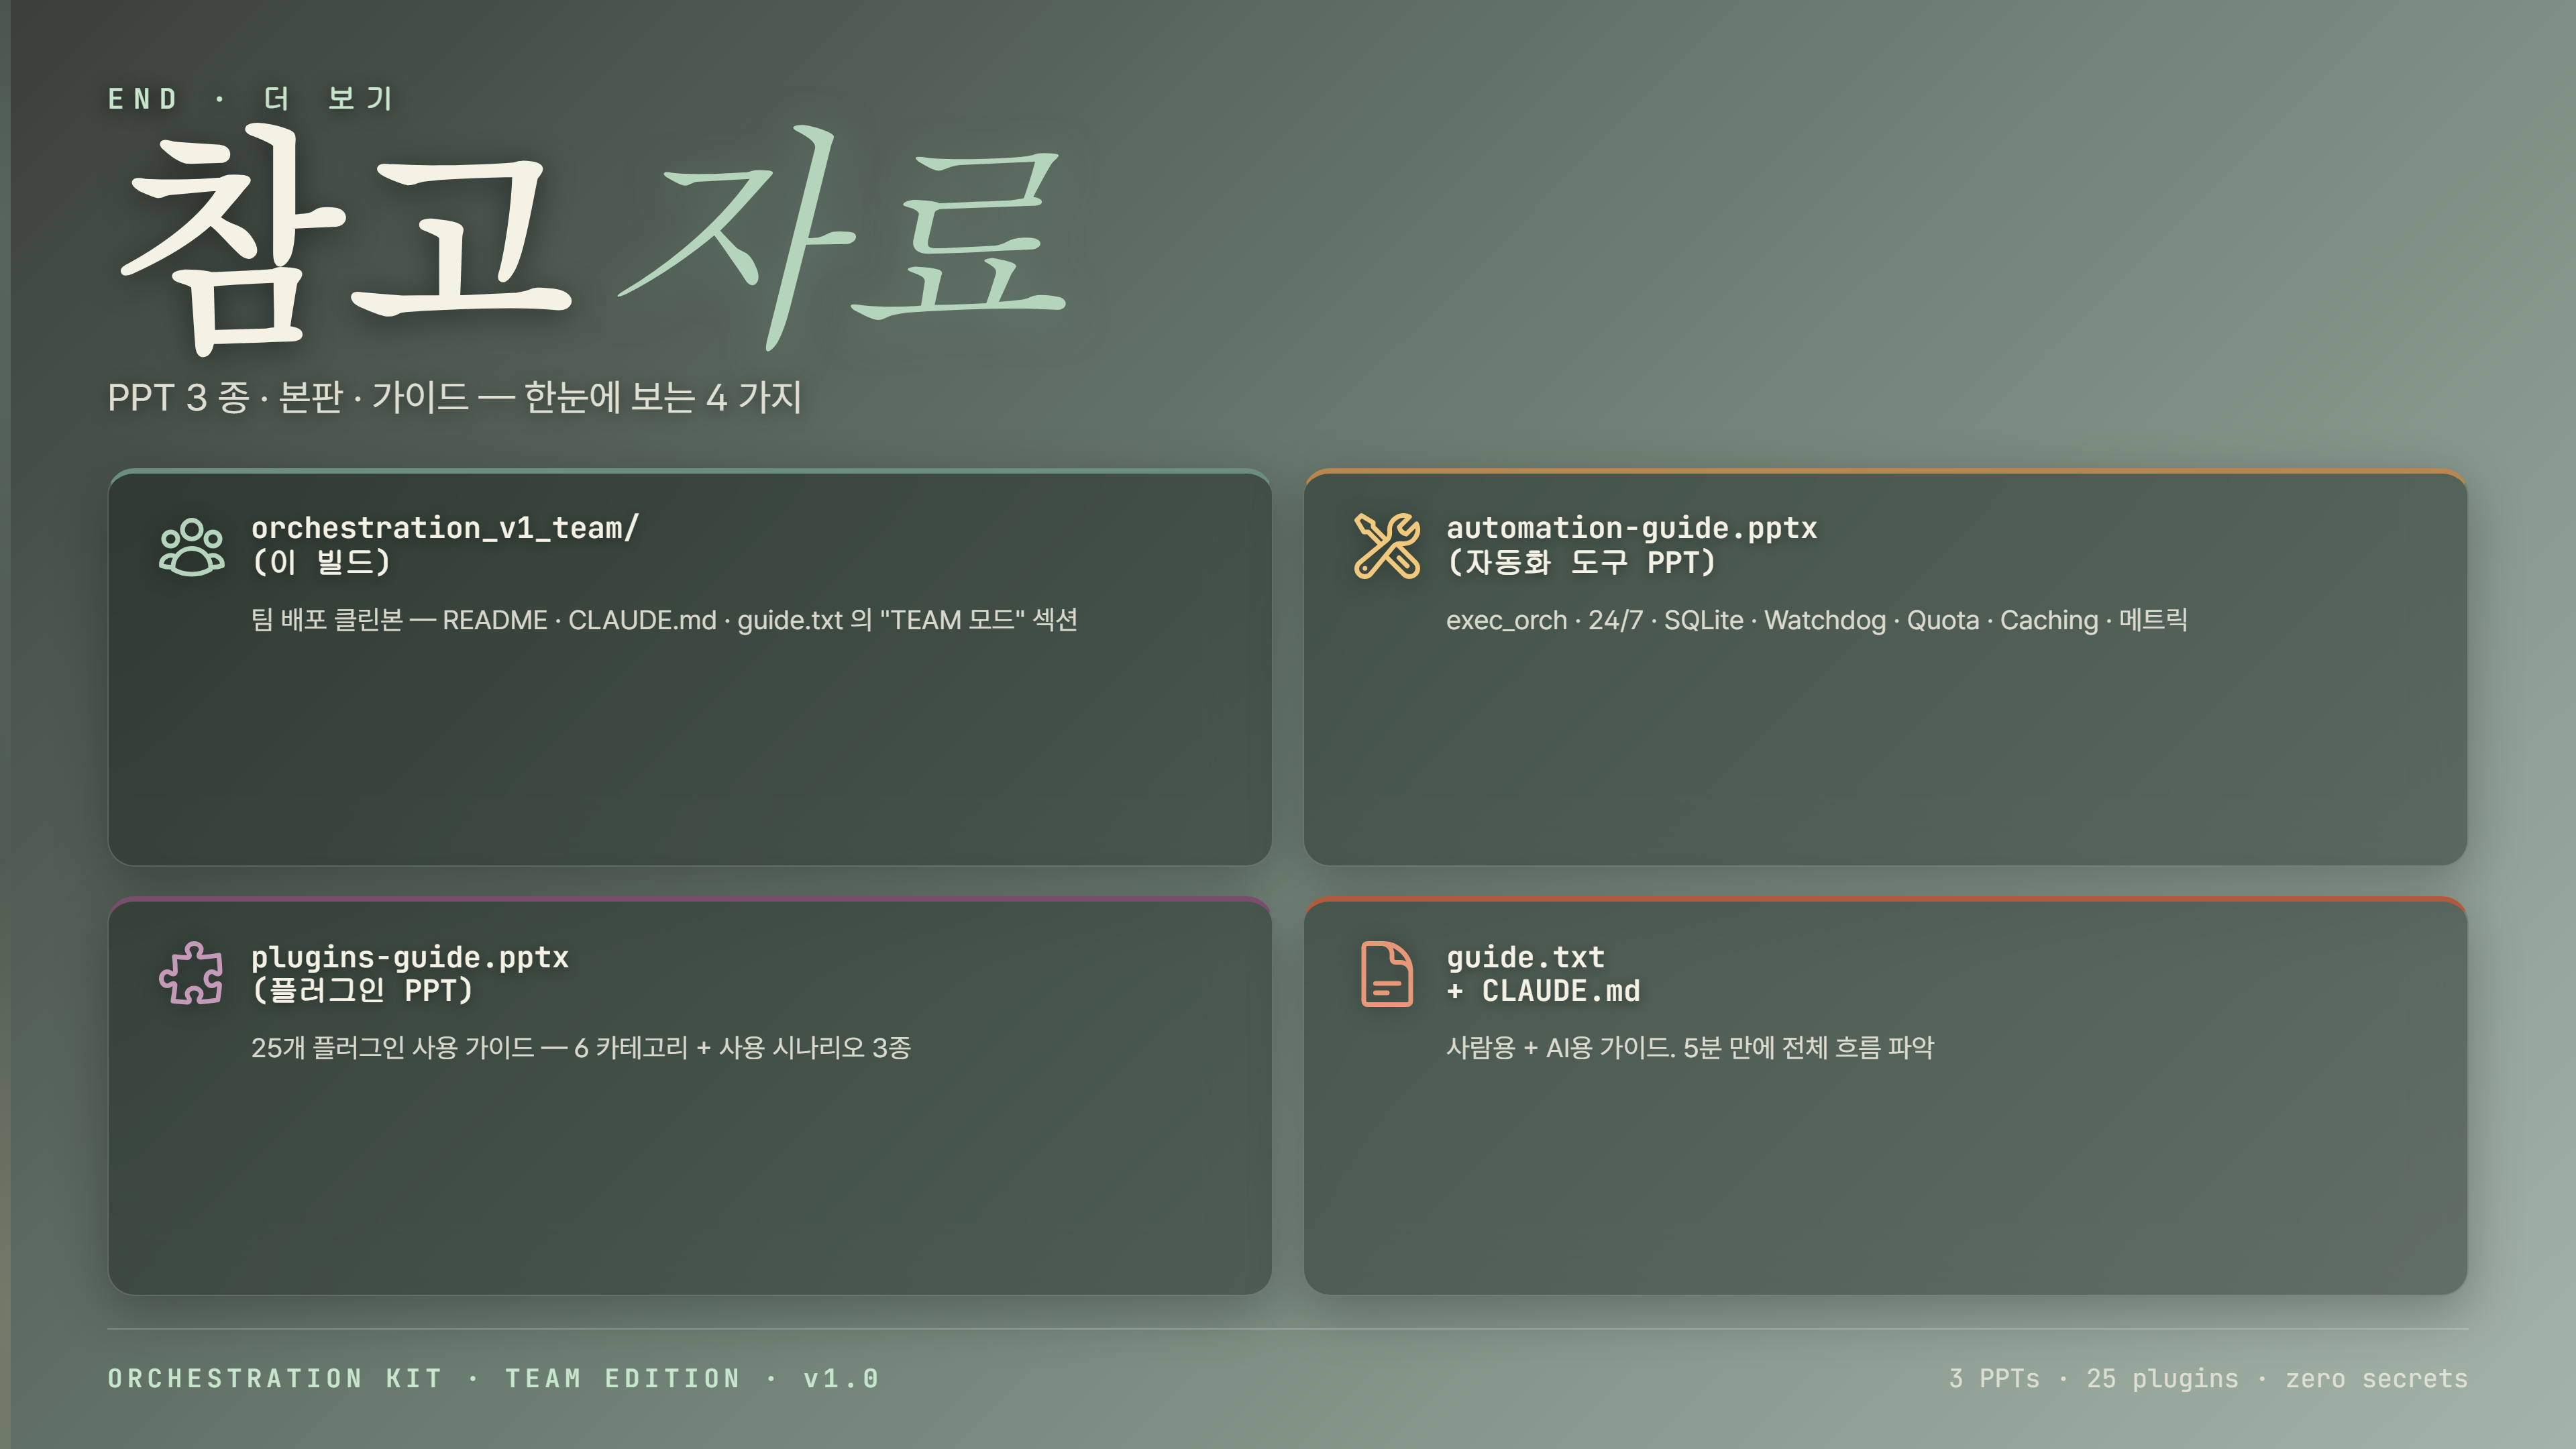 END · 더 보기
참고 자료
PPT 3 종 · 본판 · 가이드 — 한눈에 보는 4 가지
orchestration_v1_team/
(이 빌드)
팀 배포 클린본 — README · CLAUDE.md · guide.txt 의 "TEAM 모드" 섹션
automation-guide.pptx
(자동화 도구 PPT)
exec_orch · 24/7 · SQLite · Watchdog · Quota · Caching · 메트릭
plugins-guide.pptx
(플러그인 PPT)
25개 플러그인 사용 가이드 — 6 카테고리 + 사용 시나리오 3종
guide.txt
+ CLAUDE.md
사람용 + AI용 가이드. 5분 만에 전체 흐름 파악
ORCHESTRATION KIT · TEAM EDITION · v1.0
3 PPTs · 25 plugins · zero secrets